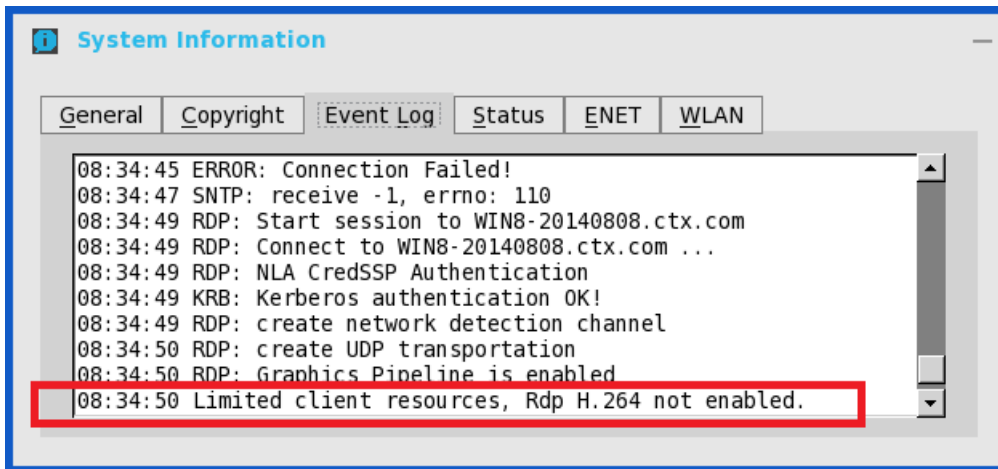 System Information
General Copyright Event Log Status ENET WLAN
08:34:45 ERROR: Connection Failed!
08:34:47 SNTP: receive -1, errno: 110
08:34:49 RDP: Start session to WIN8-20140808.ctx.com
08:34:49 RDP: Connect to WIN8-20140808.ctx.com ...
08:34:49 RDP: NLA CredSSP Authentication
08:34:49 KRB: Kerberos authentication OK!
08:34:49 RDP: create network detection channel
08:34:50 RDP: create UDP transportation
08:34:50 RDP: Graphics Pipeline is enabled
08:34:50 Limited client resources, Rdp H.264 not enabled.